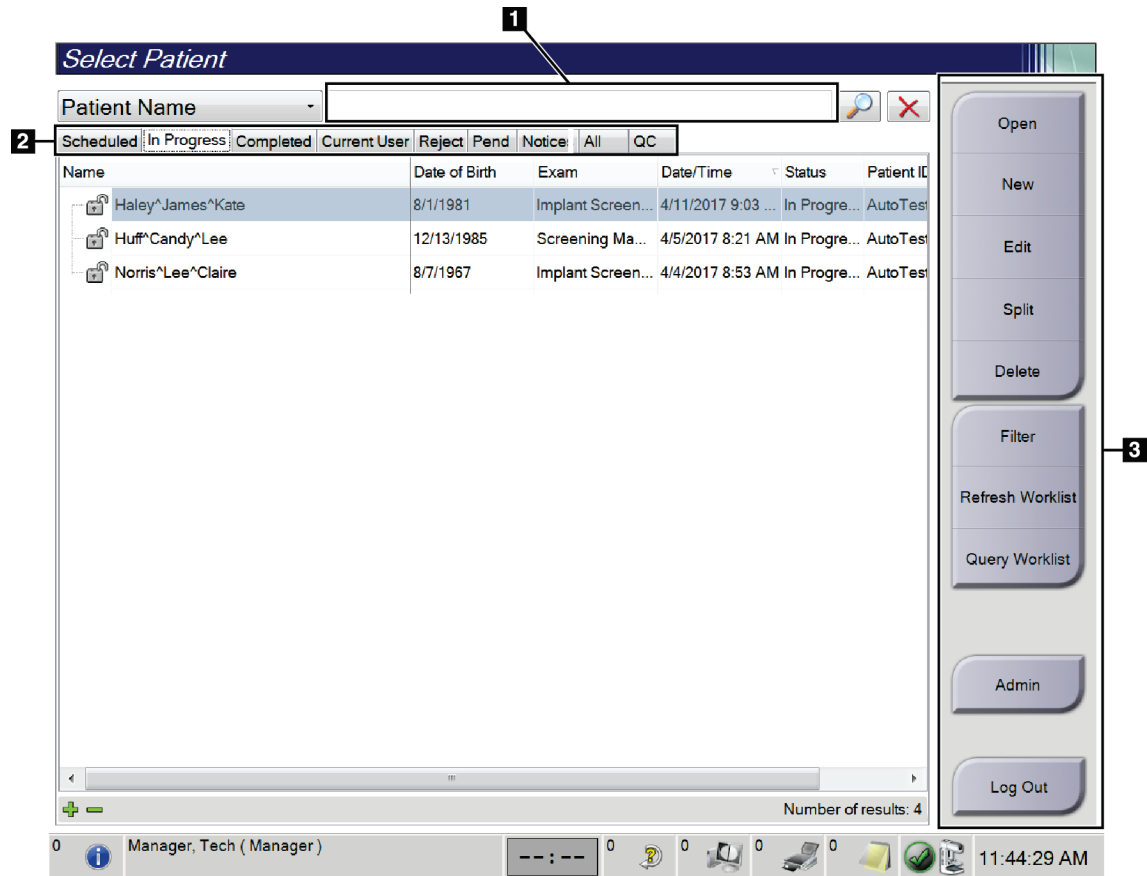 1
Select Patient
Patient Name
2
Scheduled In Progress Completed Current User Reject Pend Notice All QC
Name Date of Birth Exam Date/Time Status Patient ID
Haley^James^Kate 8/1/1981 Implant Screen... 4/11/2017 9:03 ... In Progre... AutoTest
Huff^Candy^Lee 12/13/1985 Screening Ma... 4/5/2017 8:21 AM In Progre... AutoTest
Norris^Lee^Claire 8/7/1967 Implant Screen... 4/4/2017 8:53 AM In Progre... AutoTest
Number of results: 4
Open
New
Edit
Split
Delete
Filter
3
Refresh Worklist
Query Worklist
Admin
Log Out
0 Manager, Tech ( Manager ) --:-- 0 0 0 0 11:44:29 AM